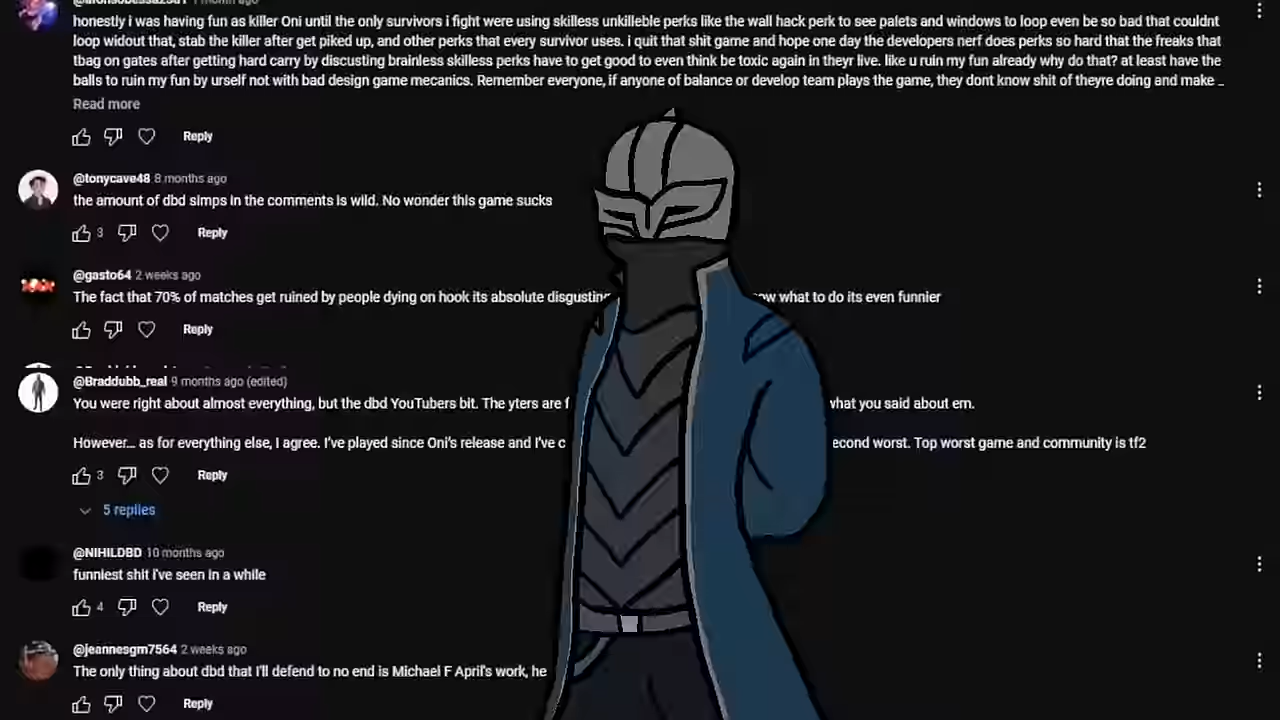 honestly i was having fun as killer Oni until the only survivors i fight were using skilless unkilleble perks like the wall hack perk to see palets and windows to loop even be so bad that couldnt
loop widout that, stab the killer after get piked up, and other perks that every survivor uses. i quit that shit game and hope one day the developers nerf does perks so hard that the freaks that
tbag on gates after getting hard carry by discusting brainless skilless perks have to get good to even think be toxic again in theyr live. like u ruin my fun already why do that? at least have the
balls to ruin my fun by urself not with bad design game mecanics. Remember everyone, if anyone of balance or develop team plays the game, they dont know shit of theyre doing and make
Read more
Reply
@tonycave48 8 months ago
the amount of dbd simps in the comments is wild. No wonder this game sucks
3 Reply
@gasto64 2 weeks ago
The fact that 70% of matches get ruined by people dying on hook its absolute disgusting what to do its even funnier
Reply
@Braddubb_real 9 months ago (edited)
You were right about almost everything, but the dbd YouTubers bit. The yters are what you said about em.
However... as for everything else, I agree. I've played since Oni's release and I've worst. Top worst game and community is tf2
3 Reply
5 replies
@NIHILDBD 10 months ago
funniest shit i've seen in a while
4 Reply
@jeannesgm7564 2 weeks ago
The only thing about dbd that I'll defend to no end is Michael F April's work, he
Reply